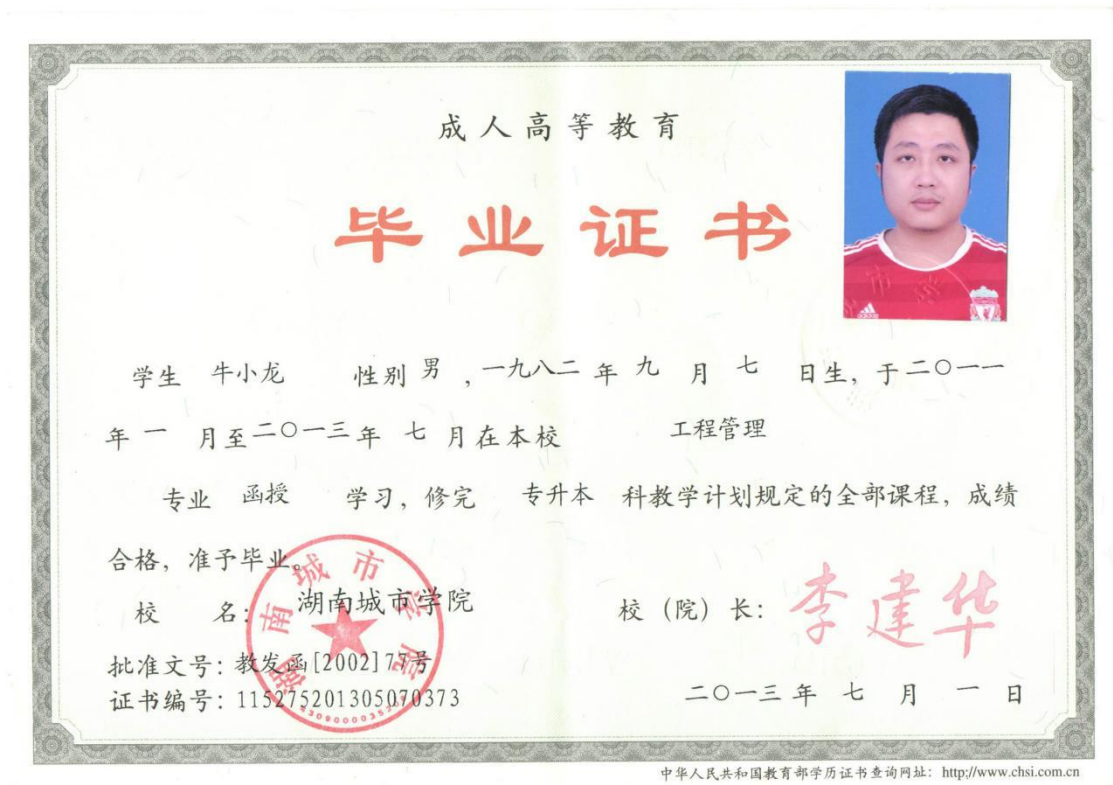 成人高等教育
毕业证书
学生 牛小龙 性别 男 ,一九八二 年 九 月 七 日生, 于二〇一一
年 一 月至二〇一三年 七 月在本校 工程管理
专业 函授 学习, 修完 专升本 科教学计划规定的全部课程, 成绩
合格, 准予毕业。
校 名: 湖南城市学院 校 (院) 长: 李建华
批准文号: 教发函[2002]77号
证书编号: 115275201305070373 二〇一三 年 七 月 一 日
湖南城市学院
adidas
中华人民共和国教育部学历证书查询网址: http;//www.chsi.com.cn